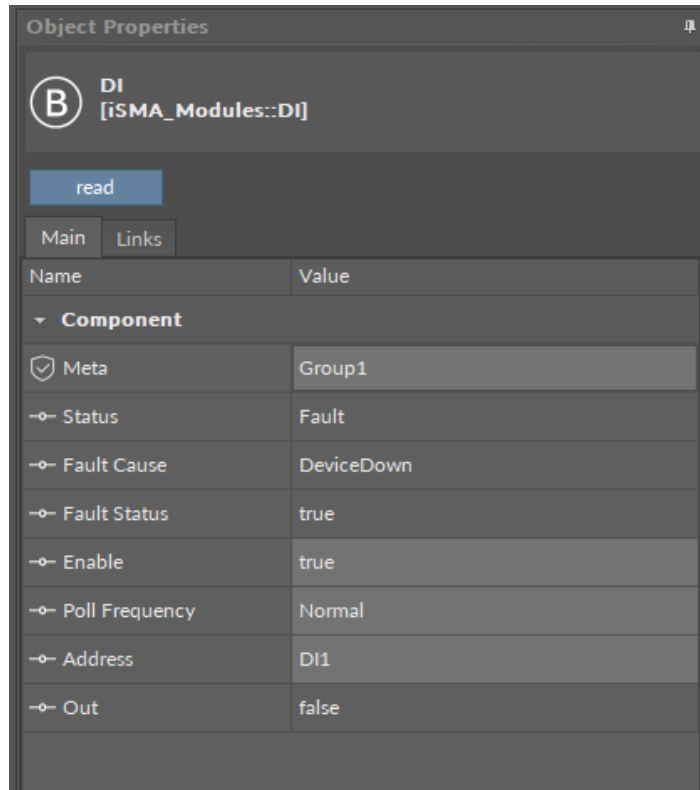 Object Properties
B
DI
[iSMA_Modules::DI]
read
Main Links
Name Value
Component
Meta Group1
Status Fault
Fault Cause DeviceDown
Fault Status true
Enable true
Poll Frequency Normal
Address DI1
Out false